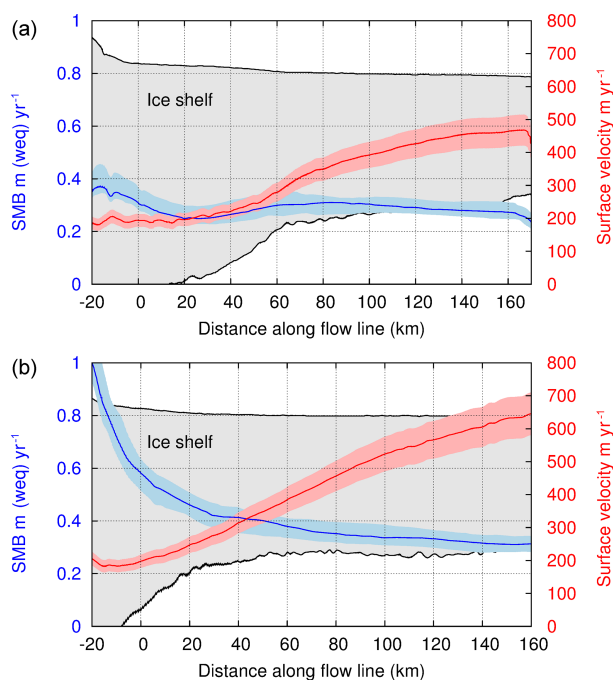 (a)
1
0.8
0.6
0.4
0.2
0
SMB m (weq) yr⁻¹
800
700
600
500
400
300
200
100
0
Surface velocity m yr⁻¹
Ice shelf
-20 0 20 40 60 80 100 120 140 160
Distance along flow line (km)
(b)
1
0.8
0.6
0.4
0.2
0
SMB m (weq) yr⁻¹
800
700
600
500
400
300
200
100
0
Surface velocity m yr⁻¹
Ice shelf
-20 0 20 40 60 80 100 120 140 160
Distance along flow line (km)